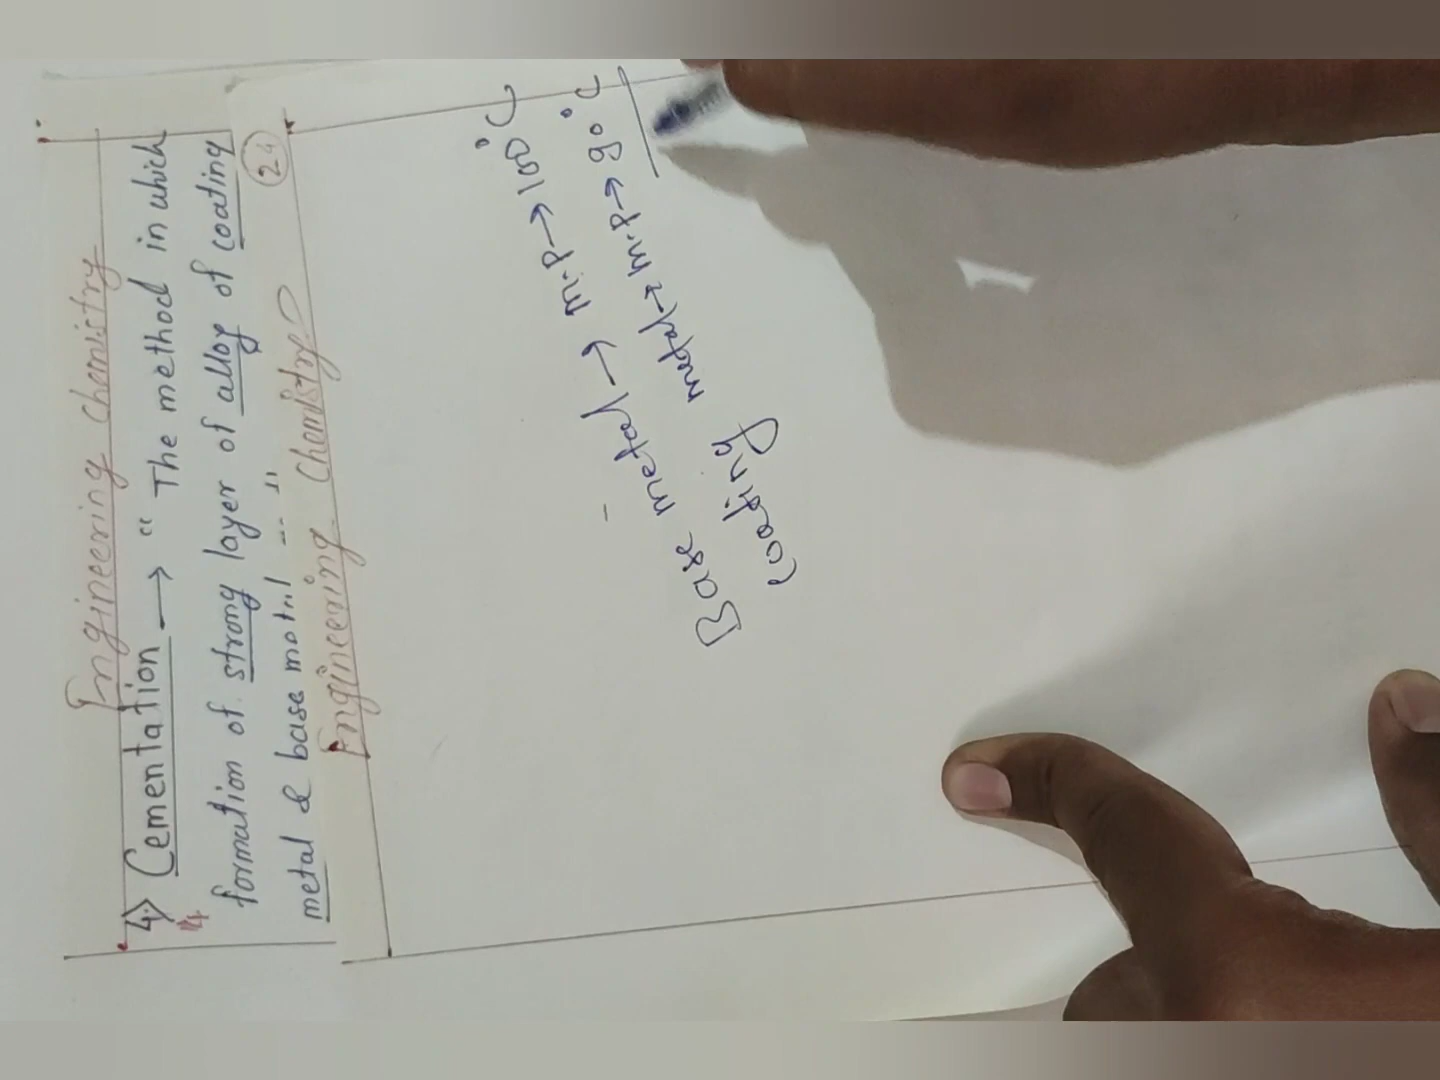 Engineering Chemistry
4> Cementation → " The method in which
4
formation of strong layer of alloy of coating
metal & base metal --- "
24
Engineering Chemistry
Base metal → m.p → 100°C
Coating metal → m.p → 90°C